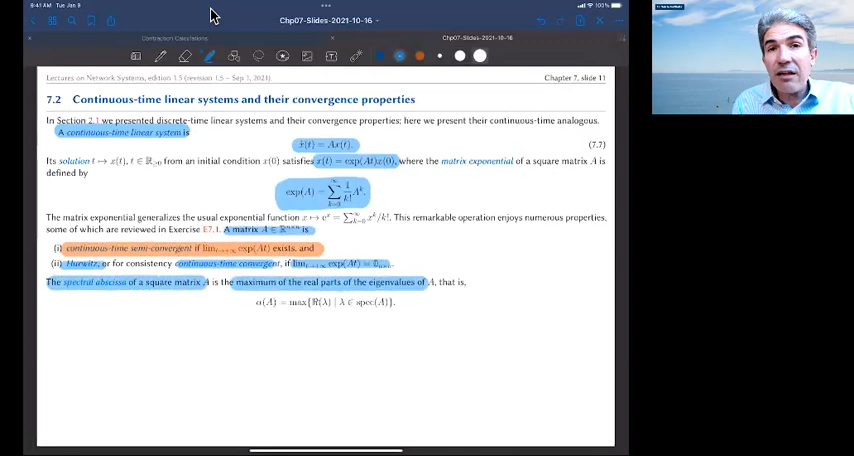 9:41 AM Tue Jan 9
100%
Chp07-Slides-2021-10-16
Contraction Calculations
Chp07-Slides-2021-10-16
Lectures on Network Systems, edition 1.5 (revision 1.5 – Sep 1, 2021)
Chapter 7, slide 11
7.2 Continuous-time linear systems and their convergence properties
In Section 2.1 we presented discrete-time linear systems and their convergence properties; here we present their continuous-time analogous.
A continuous-time linear system is
ẋ(t) = Ax(t). (7.7)
Its solution t ↦ x(t), t ∈ ℝ≥0 from an initial condition x(0) satisfies x(t) = exp(At)x(0), where the matrix exponential of a square matrix A is
defined by
exp(A) = ∑_{k=0}^{∞} 1/k! A^k.
The matrix exponential generalizes the usual exponential function x ↦ e^x = ∑_{k=0}^{∞} x^k/k!. This remarkable operation enjoys numerous properties,
some of which are reviewed in Exercise E7.1. A matrix A ∈ ℝ^{n×n} is
(i) continuous-time semi-convergent if lim_{t→+∞} exp(At) exists, and
(ii) Hurwitz, or for consistency continuous-time convergent, if lim_{t→+∞} exp(At) = 𝟘_{n×n}.
The spectral abscissa of a square matrix A is the maximum of the real parts of the eigenvalues of A, that is,
α(A) = max{ℜ(λ) | λ ∈ spec(A)}.